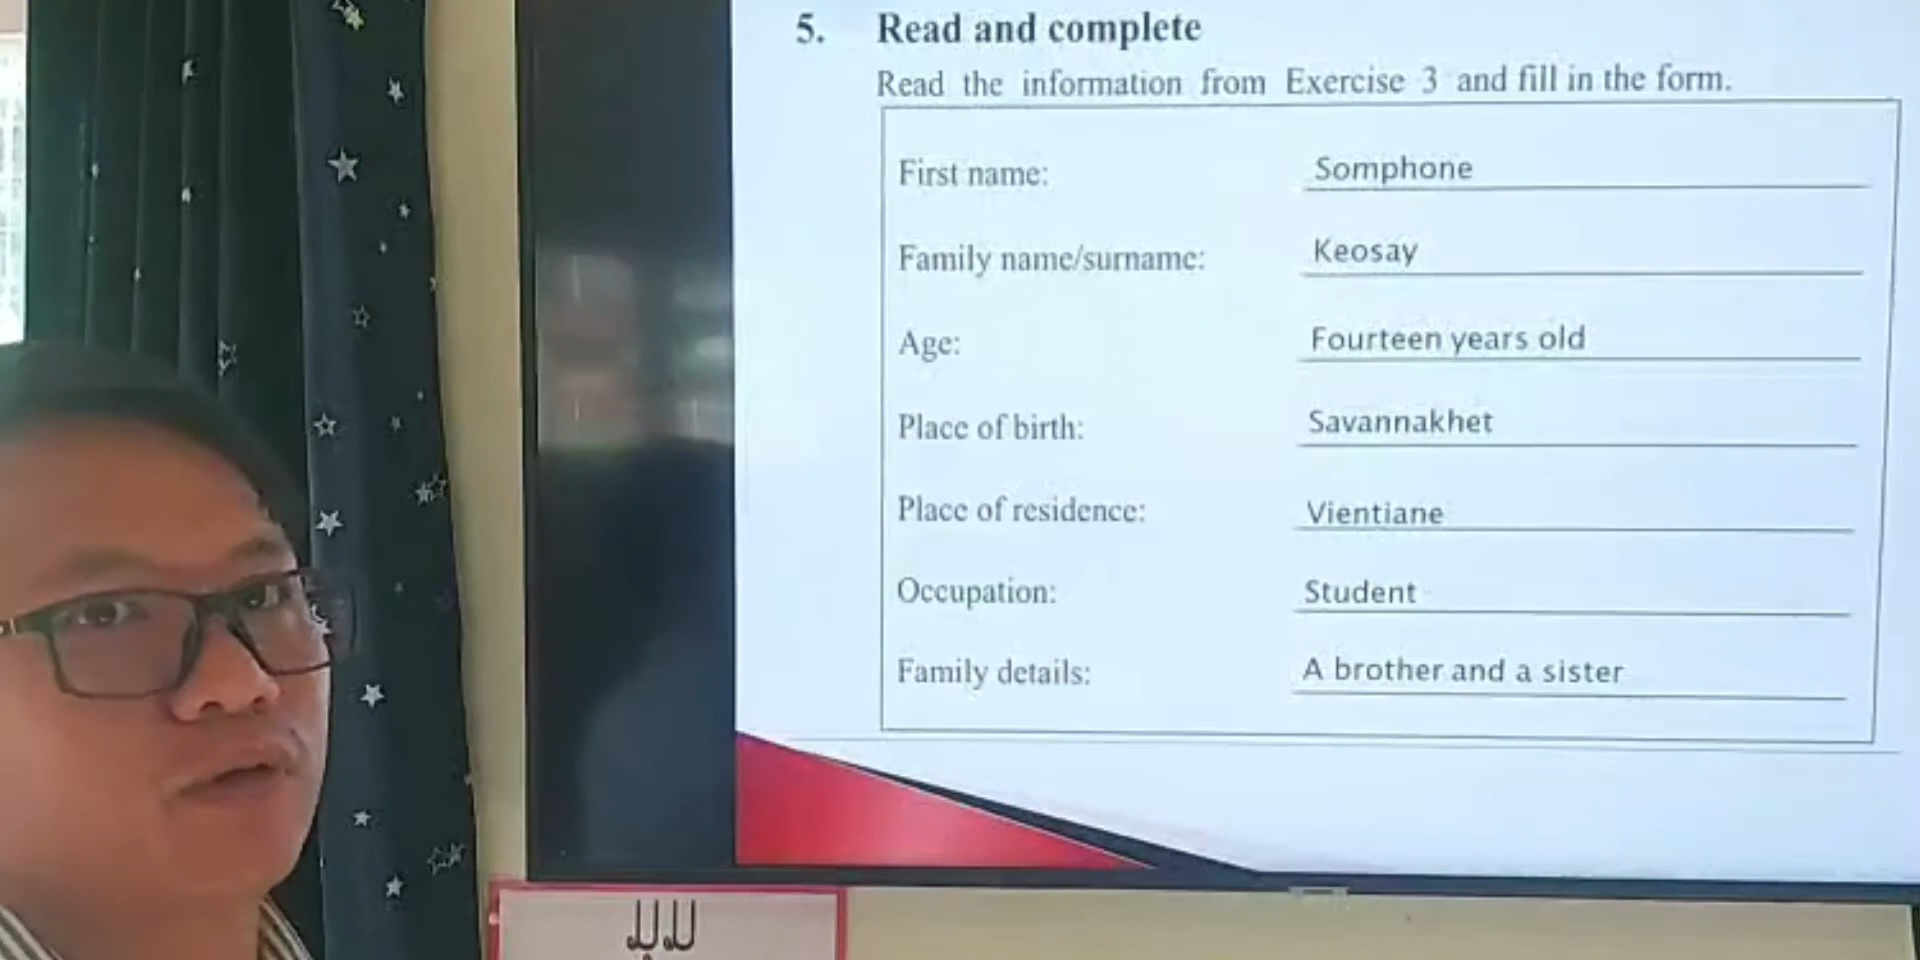 5. Read and complete
Read the information from Exercise 3 and fill in the form.
First name: Somphone
Family name/surname: Keosay
Age: Fourteen years old
Place of birth: Savannakhet
Place of residence: Vientiane
Occupation: Student
Family details: A brother and a sister